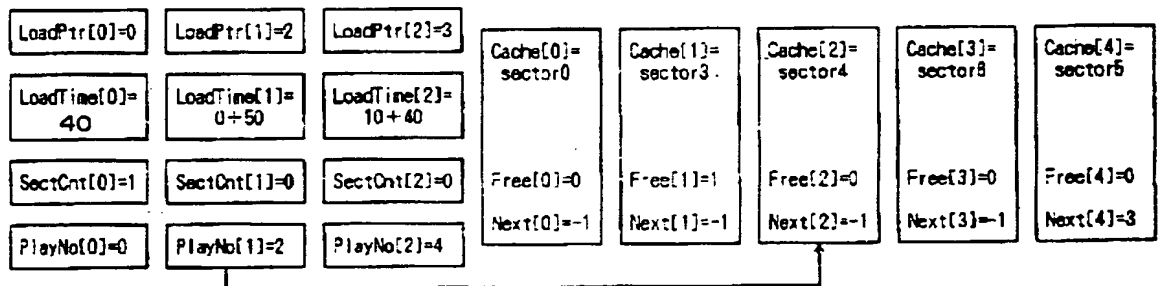 LoadPtr[0]=0
LoadPtr[1]=2
LoadPtr[2]=3
LoadTime[0]=
40
LoadTime[1]=
0+50
LoadTime[2]=
10+40
SectCnt[0]=1
SectCnt[1]=0
SectCnt[2]=0
PlayNo[0]=0
PlayNo[1]=2
PlayNo[2]=4
Cache[0]=
sector0
Free[0]=0
Next[0]=-1
Cache[1]=
sector3
Free[1]=1
Next[1]=-1
Cache[2]=
sector4
Free[2]=0
Next[2]=-1
Cache[3]=
sector6
Free[3]=0
Next[3]=-1
Cache[4]=
sector5
Free[4]=0
Next[4]=3